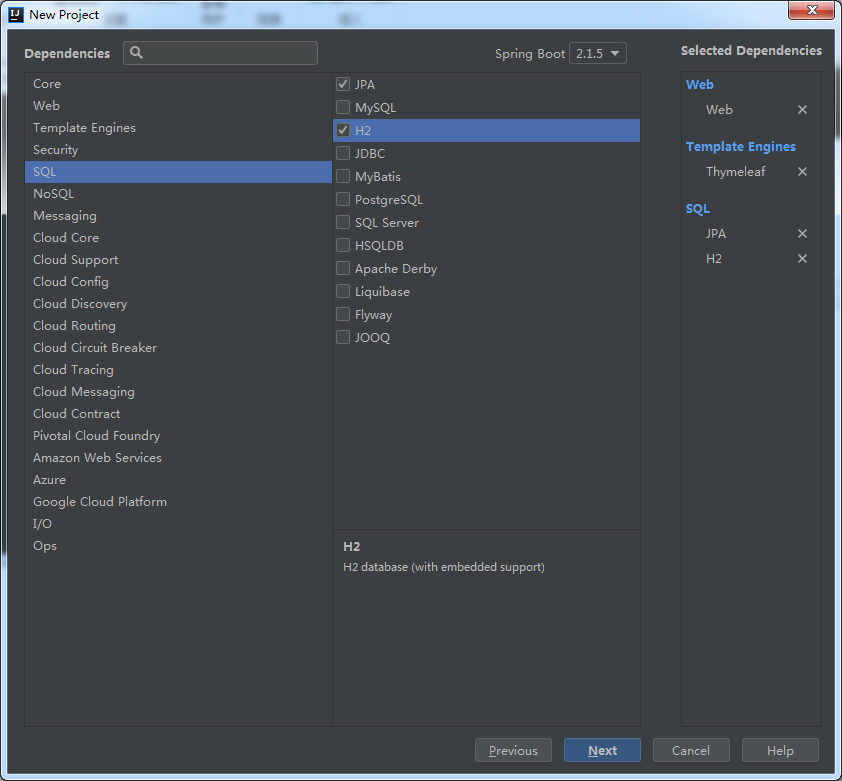 New Project
Dependencies
Spring Boot 2.1.5
Selected Dependencies
Core
Web
Template Engines
Security
SQL
NoSQL
Messaging
Cloud Core
Cloud Support
Cloud Config
Cloud Discovery
Cloud Routing
Cloud Circuit Breaker
Cloud Tracing
Cloud Messaging
Cloud Contract
Pivotal Cloud Foundry
Amazon Web Services
Azure
Google Cloud Platform
I/O
Ops
JPA
MySQL
H2
JDBC
MyBatis
PostgreSQL
SQL Server
HSQLDB
Apache Derby
Liquibase
Flyway
JOOQ
H2
H2 database (with embedded support)
Web
Web
Template Engines
Thymeleaf
SQL
JPA
H2
Previous
Next
Cancel
Help